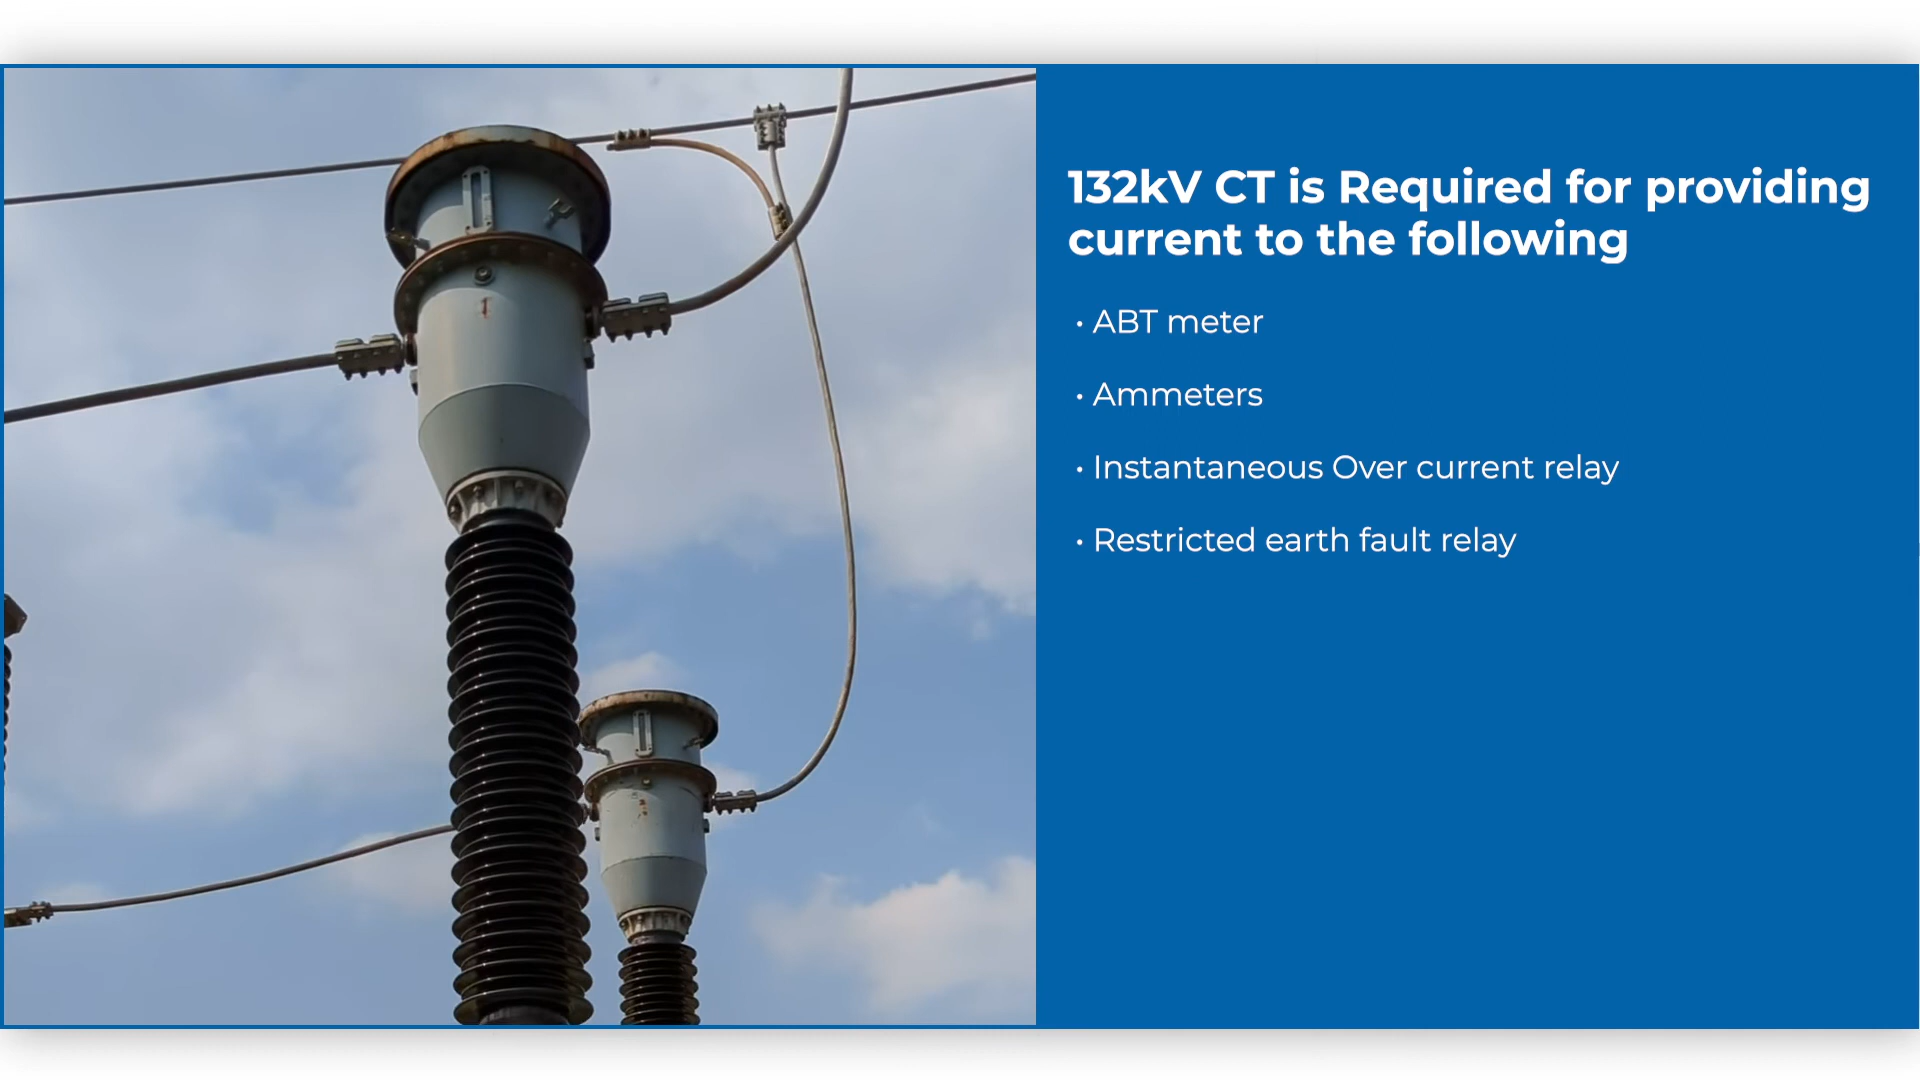 132kV CT is Required for providing
current to the following
• ABT meter
• Ammeters
• Instantaneous Over current relay
• Restricted earth fault relay